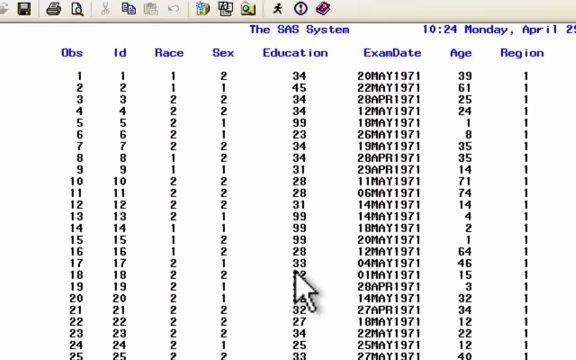 The SAS System 10:24 Monday, April 29
Obs Id Race Sex Education ExamDate Age Region
1 1 1 2 34 20MAY1971 39 1
2 2 1 1 45 22MAY1971 61 1
3 3 2 2 34 28APR1971 25 1
4 4 2 2 34 12MAY1971 24 1
5 5 2 1 99 18MAY1971 1 1
6 6 2 2 23 26MAY1971 8 1
7 7 2 2 34 19MAY1971 35 1
8 8 1 2 34 28APR1971 35 1
9 9 1 1 31 29APR1971 14 1
10 10 2 2 28 11MAY1971 71 1
11 11 2 2 28 06MAY1971 74 1
12 12 2 2 31 14MAY1971 14 1
13 13 2 1 99 14MAY1971 4 1
14 14 1 1 99 18MAY1971 2 1
15 15 1 2 99 20MAY1971 1 1
16 16 1 2 28 12MAY1971 64 1
17 17 2 1 33 04MAY1971 46 1
18 18 2 2 01MAY1971 15 1
19 19 2 1 28APR1971 3 1
20 20 2 1 14MAY1971 32 1
21 21 2 2 32 27APR1971 34 1
22 22 2 2 27 18MAY1971 12 1
23 23 2 2 34 22MAY1971 22 1
24 24 2 1 25 12MAY1971 12 1
25 25 2 2 33 27MAY1971 40 1